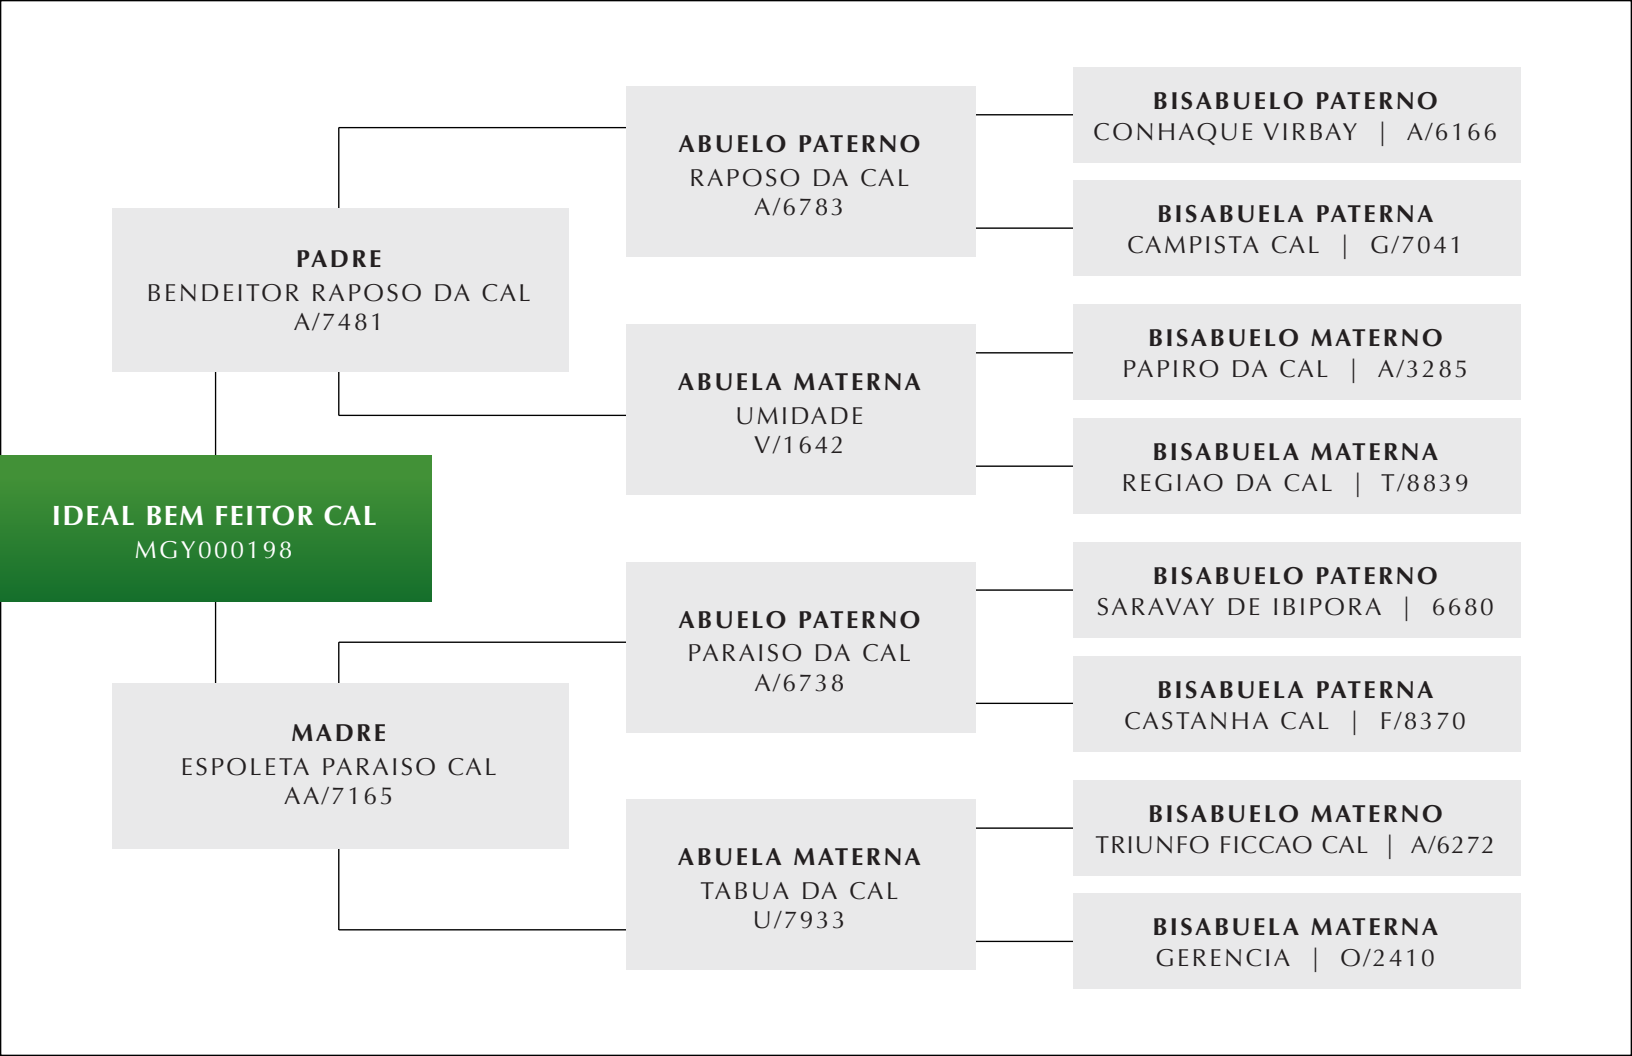 IDEAL BEM FEITOR CAL
MGY000198
PADRE
BENDEITOR RAPOSO DA CAL
A/7481
MADRE
ESPOLETA PARAISO CAL
AA/7165
ABUELO PATERNO
RAPOSO DA CAL
A/6783
ABUELA MATERNA
UMIDADE
V/1642
ABUELO PATERNO
PARAISO DA CAL
A/6738
ABUELA MATERNA
TABUA DA CAL
U/7933
BISABUELO PATERNO
CONHAQUE VIRBAY | A/6166
BISABUELA PATERNA
CAMPISTA CAL | G/7041
BISABUELO MATERNO
PAPIRO DA CAL | A/3285
BISABUELA MATERNA
REGIAO DA CAL | T/8839
BISABUELO PATERNO
SARAVAY DE IBIPORA | 6680
BISABUELA PATERNA
CASTANHA CAL | F/8370
BISABUELO MATERNO
TRIUNFO FICCAO CAL | A/6272
BISABUELA MATERNA
GERENCIA | O/2410